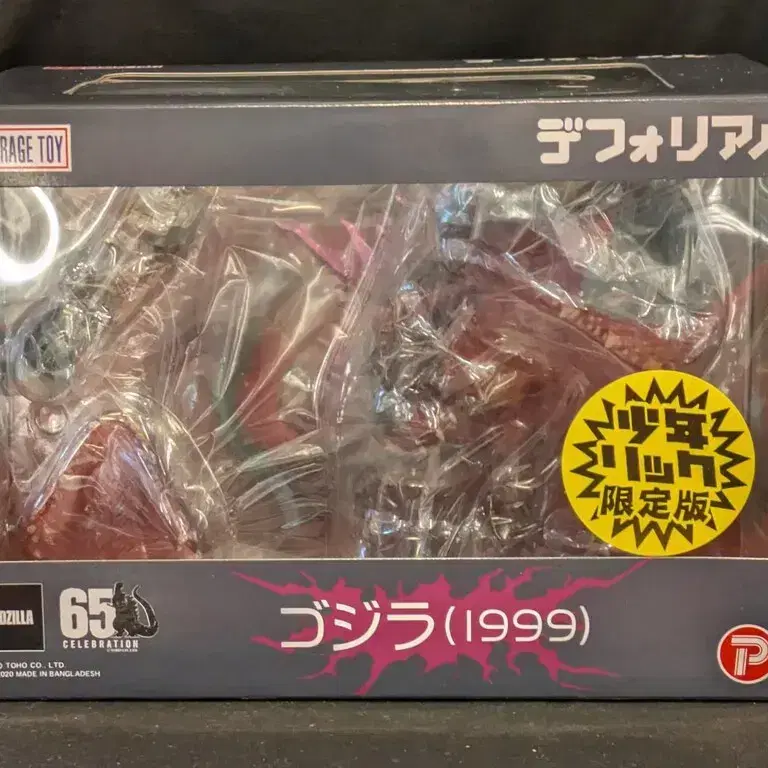 RAGE TOY
デフォリアル
少年
リック
限定版
DZILLA
65
CELEBRATION
ゴジラ(1999)
P
© TOHO CO., LTD.
2020 MADE IN BANGLADESH